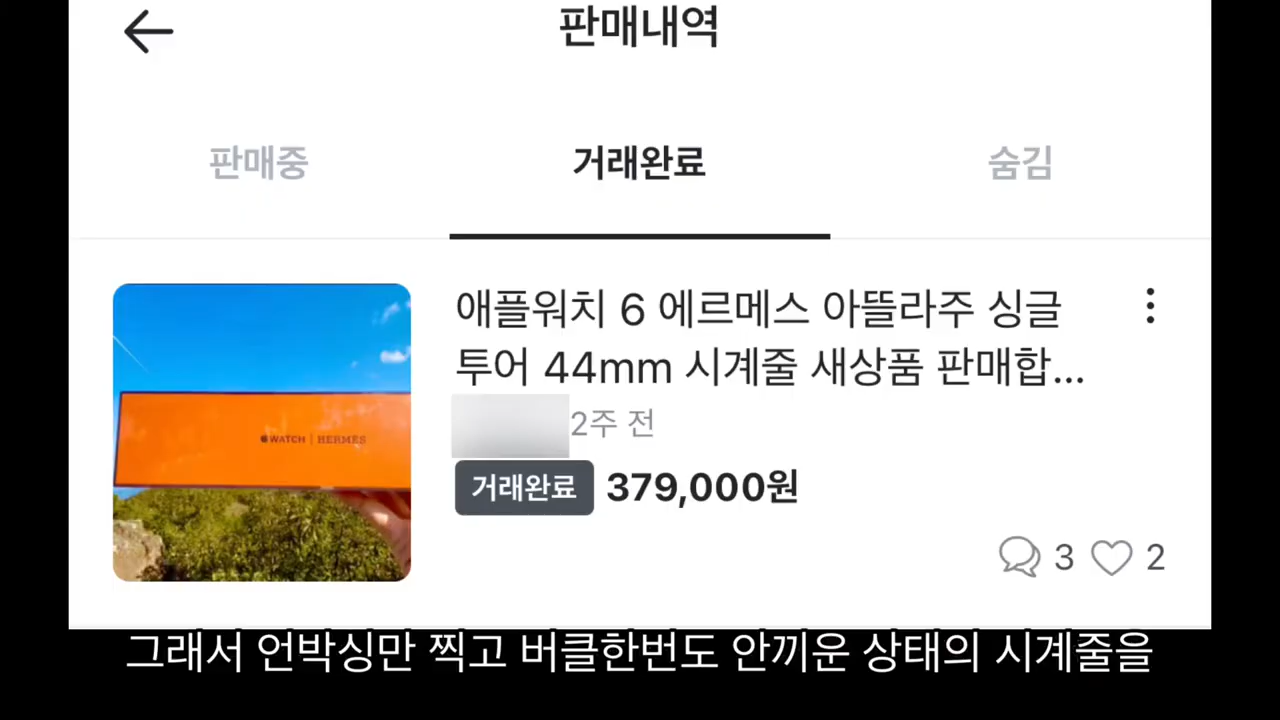 판매내역
판매중
거래완료
숨김
애플워치 6 에르메스 아뜰라주 싱글
투어 44mm 시계줄 새상품 판매합...
2주 전
거래완료 379,000원
WATCH | HERMÈS
3 2
그래서 언박싱만 찍고 버클한번도 안끼운 상태의 시계줄을